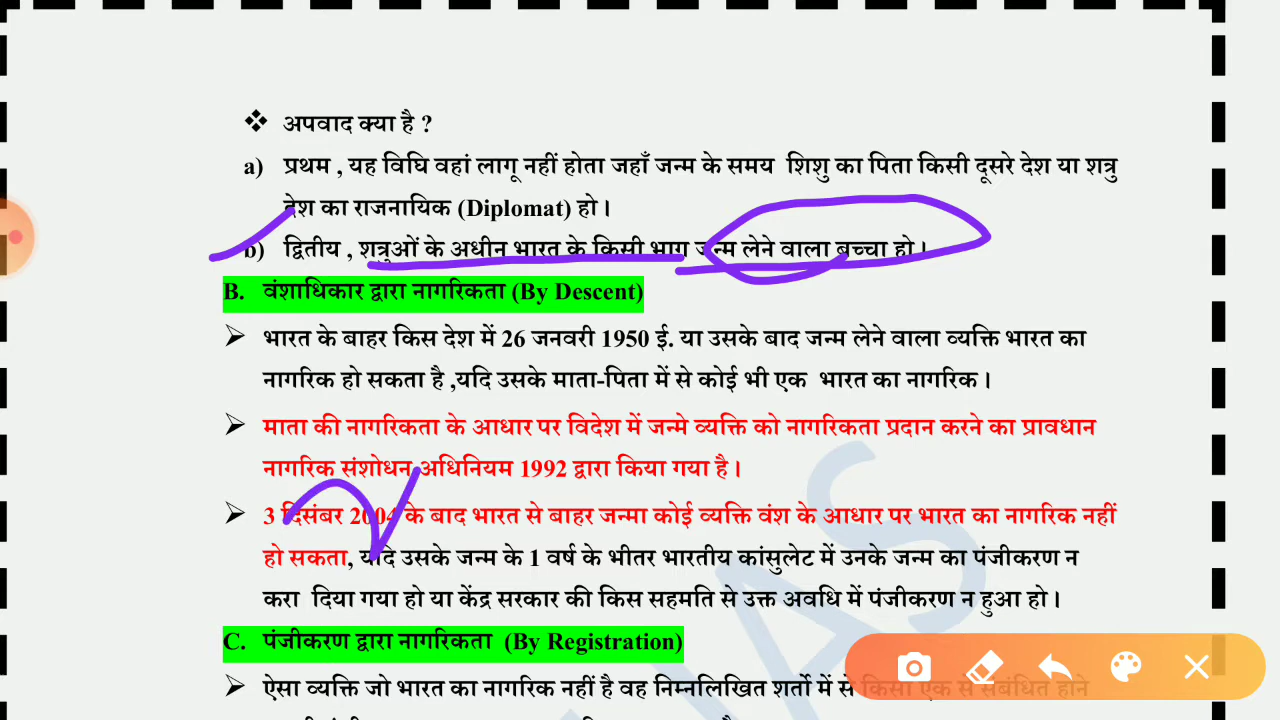 ❖ अपवाद क्या है ?
a) प्रथम , यह विधि वहां लागू नहीं होता जहाँ जन्म के समय शिशु का पिता किसी दूसरे देश या शत्रु
देश का राजनायिक (Diplomat) हो।
b) द्वितीय , शत्रुओं के अधीन भारत के किसी भाग जन्म लेने वाला बच्चा हो।
B. वंशाधिकार द्वारा नागरिकता (By Descent)
➢ भारत के बाहर किस देश में 26 जनवरी 1950 ई. या उसके बाद जन्म लेने वाला व्यक्ति भारत का
नागरिक हो सकता है ,यदि उसके माता-पिता में से कोई भी एक भारत का नागरिक।
➢ माता की नागरिकता के आधार पर विदेश में जन्मे व्यक्ति को नागरिकता प्रदान करने का प्रावधान
नागरिक संशोधन अधिनियम 1992 द्वारा किया गया है।
➢ 3 दिसंबर 2004 के बाद भारत से बाहर जन्मा कोई व्यक्ति वंश के आधार पर भारत का नागरिक नहीं
हो सकता, यदि उसके जन्म के 1 वर्ष के भीतर भारतीय कांसुलेट में उनके जन्म का पंजीकरण न
करा दिया गया हो या केंद्र सरकार की किस सहमति से उक्त अवधि में पंजीकरण न हुआ हो।
C. पंजीकरण द्वारा नागरिकता (By Registration)
➢ ऐसा व्यक्ति जो भारत का नागरिक नहीं है वह निम्नलिखित शर्तो में से किसी एक से संबंधित होने
IAS